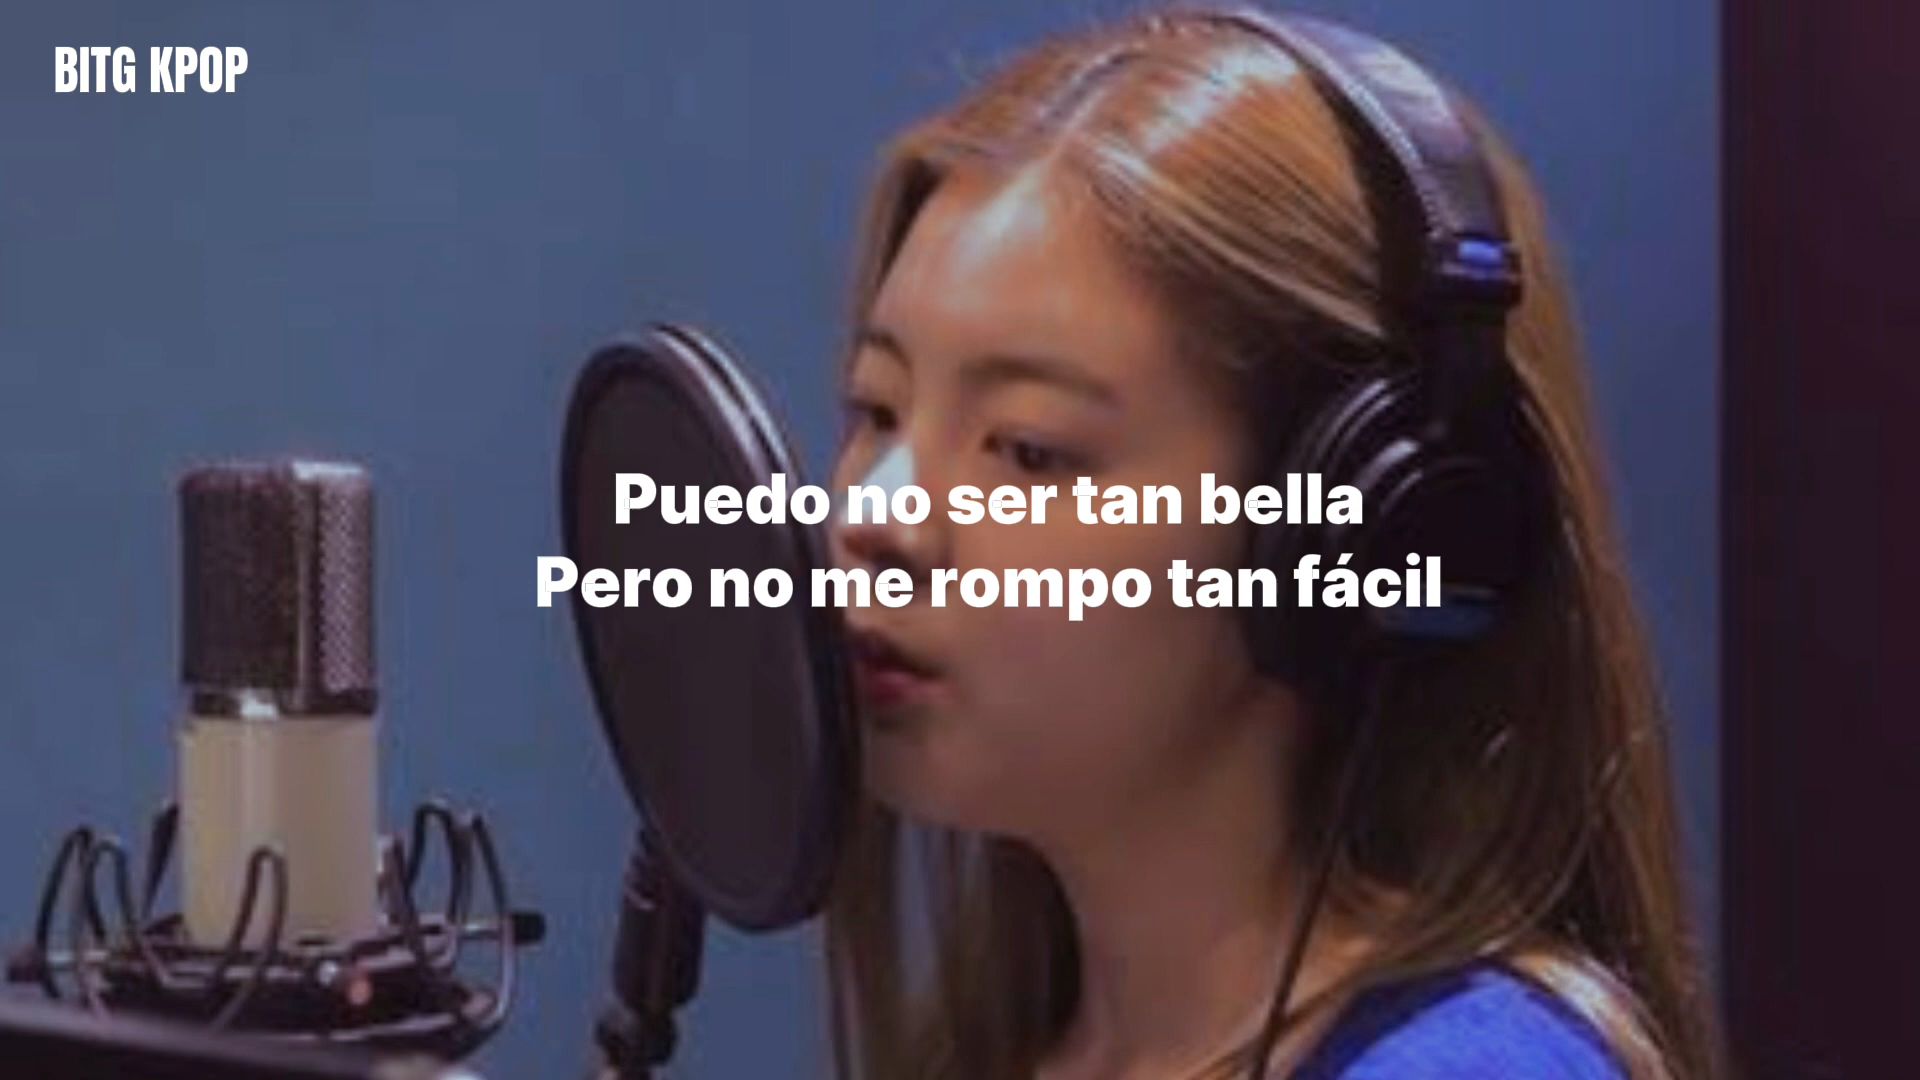 BITG KPOP
Puedo no ser tan bella
Pero no me rompo tan fácil